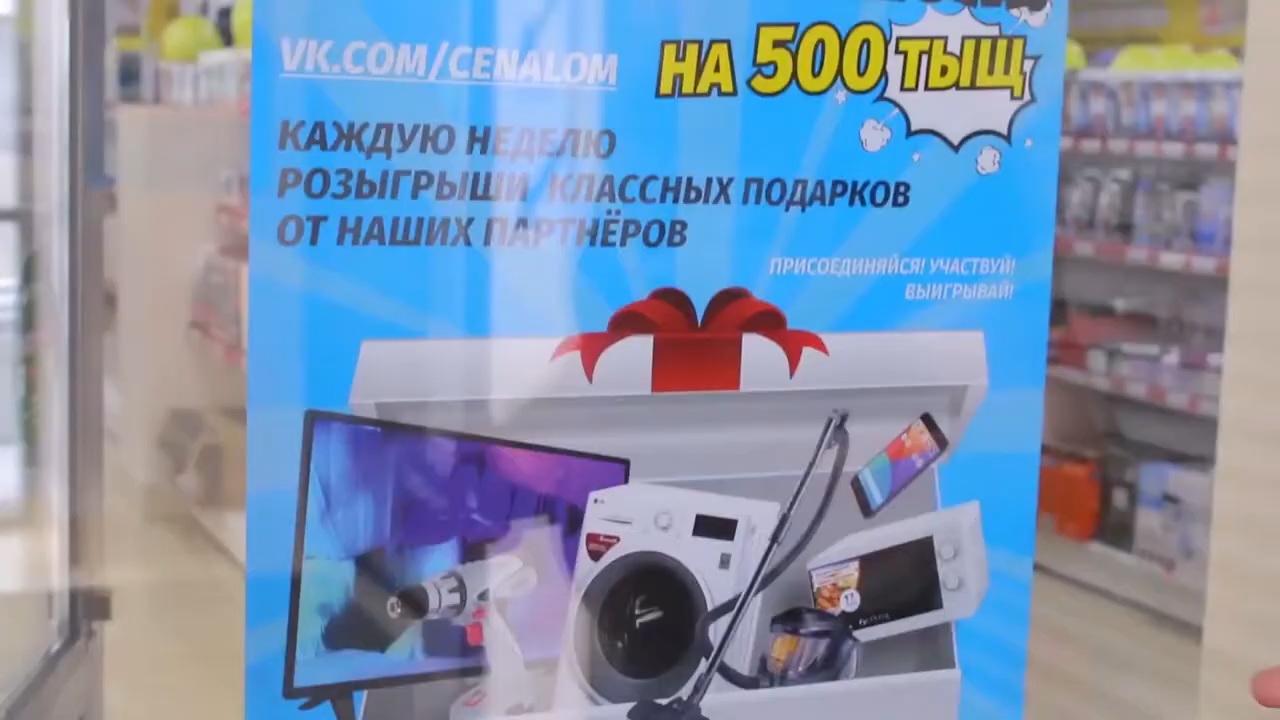 VK.COM/CENALOM
НА 500 ТЫЩ
КАЖДУЮ НЕДЕЛЮ
РОЗЫГРЫШИ КЛАССНЫХ ПОДАРКОВ
ОТ НАШИХ ПАРТНЁРОВ
ПРИСОЕДИНЯЙСЯ! УЧАСТВУЙ!
ВЫИГРЫВАЙ!